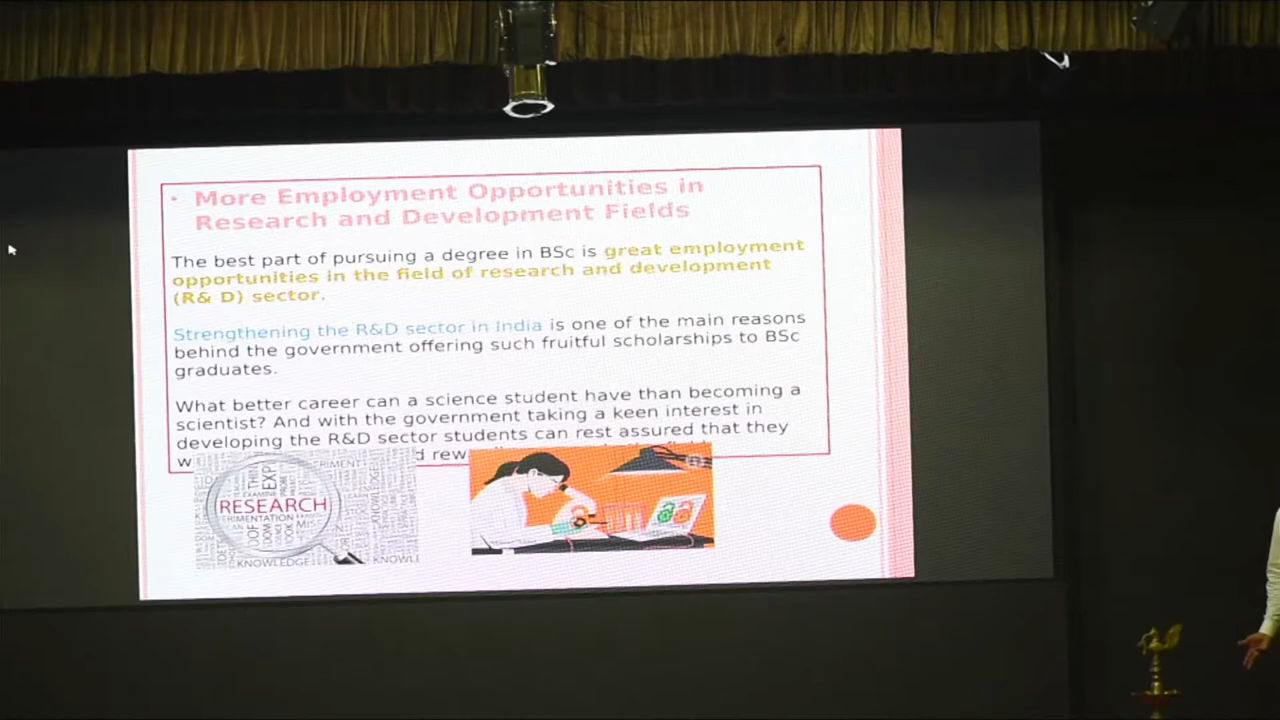 • More Employment Opportunities in
Research and Development Fields
The best part of pursuing a degree in BSc is great employment
opportunities in the field of research and development
(R& D) sector.
Strengthening the R&D sector in India is one of the main reasons
behind the government offering such fruitful scholarships to BSc
graduates.
What better career can a science student have than becoming a
scientist? And with the government taking a keen interest in
developing the R&D sector students can rest assured that they
RESEARCH
KNOWLEDGE